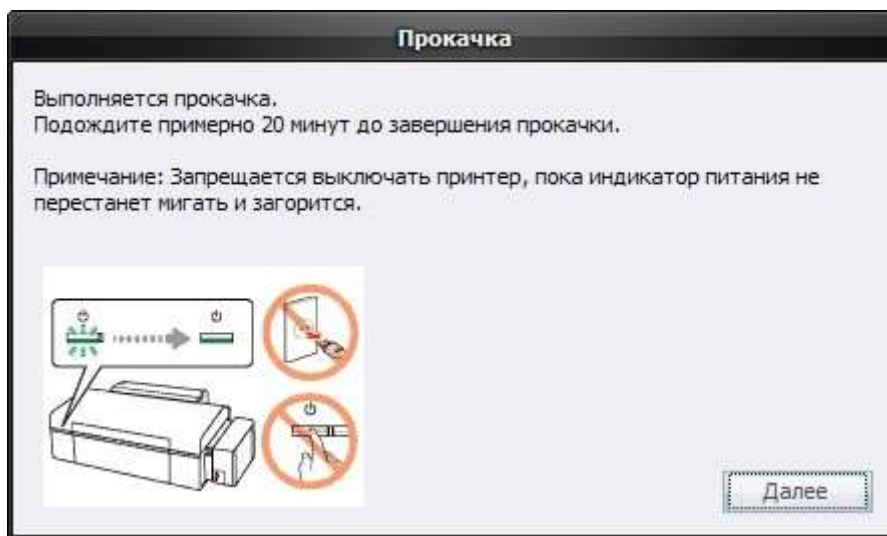 Прокачка
Выполняется прокачка.
Подождите примерно 20 минут до завершения прокачки.
Примечание: Запрещается выключать принтер, пока индикатор питания не
перестанет мигать и загорится.
Далее